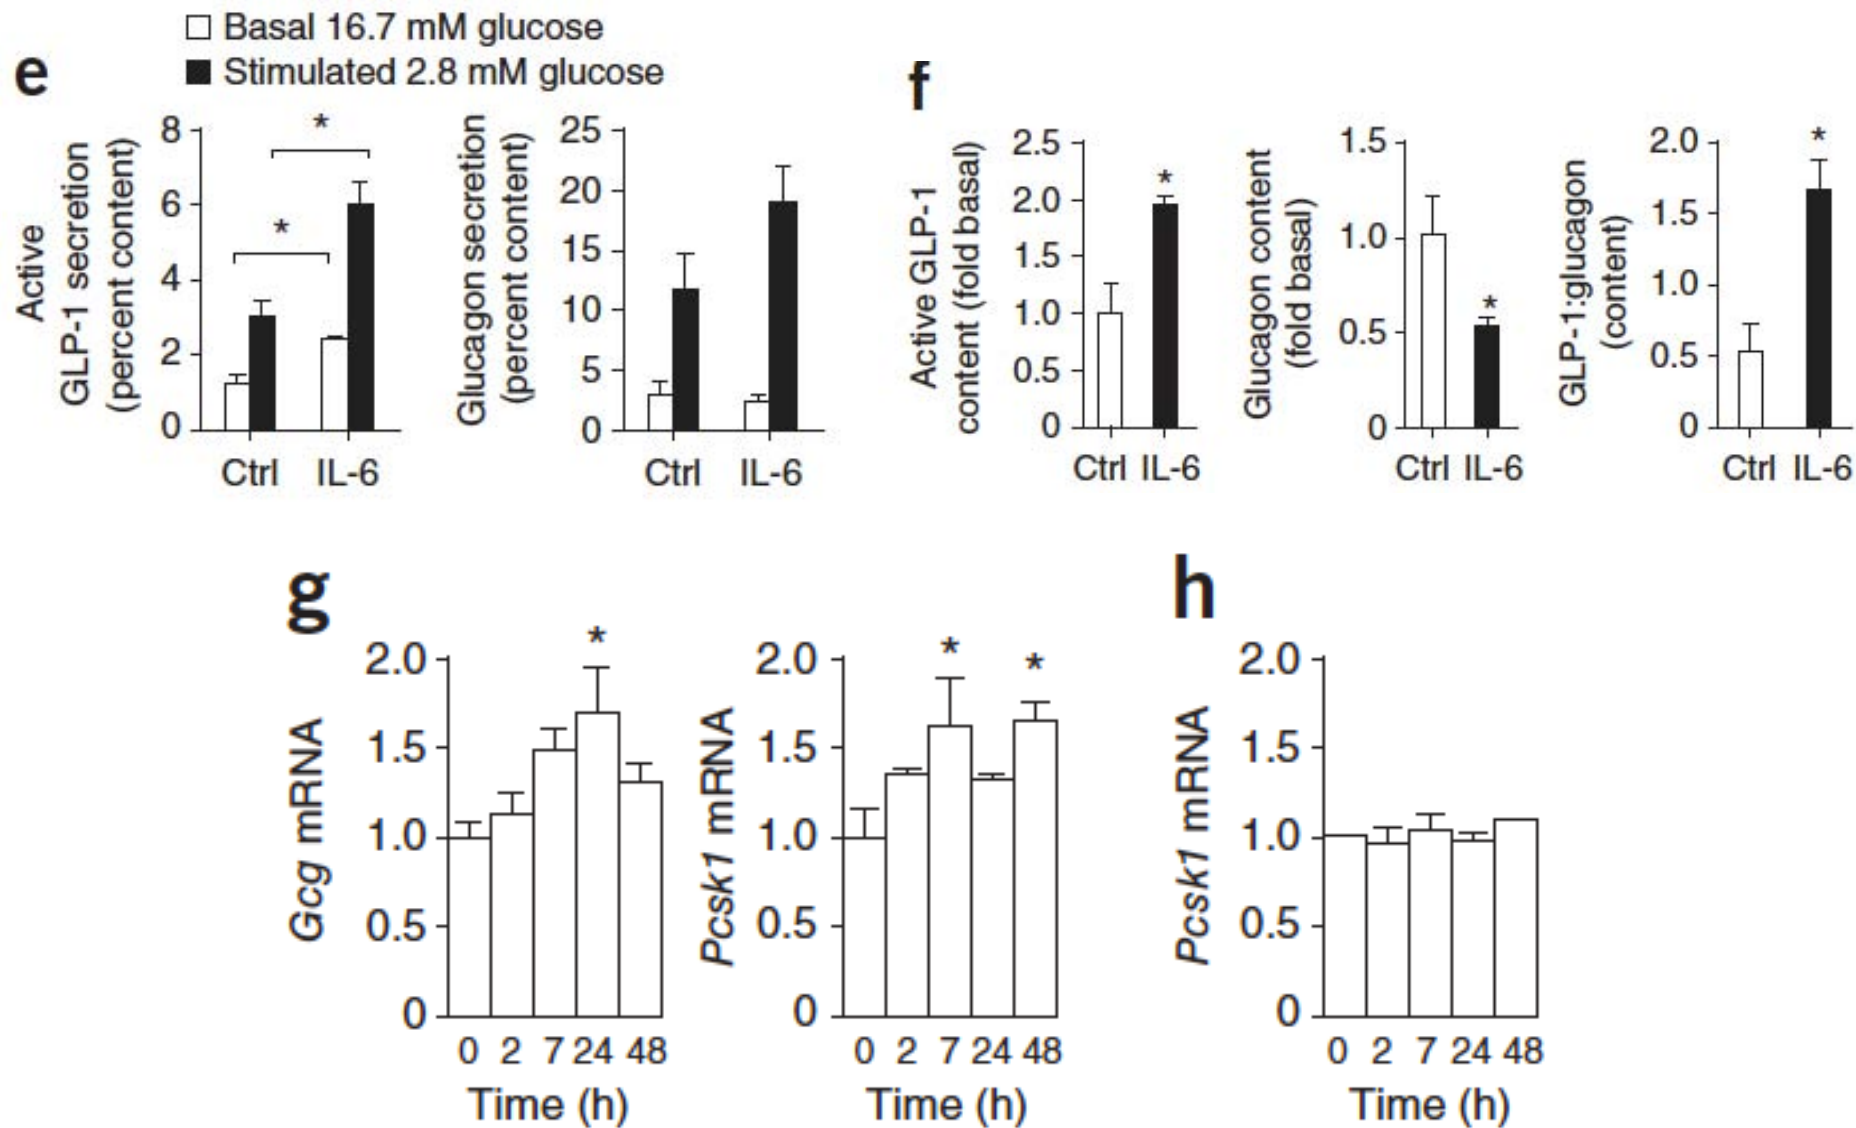 Basal 16.7 mM glucose
Stimulated 2.8 mM glucose
e
Active
GLP-1 secretion
(percent content)
8
6
4
2
0
*
*
Ctrl IL-6
Glucagon secretion
(percent content)
25
20
15
10
5
0
Ctrl IL-6
f
Active GLP-1
content (fold basal)
2.5
2.0
1.5
1.0
0.5
0
*
Ctrl IL-6
Glucagon content
(fold basal)
1.5
1.0
0.5
0
*
Ctrl IL-6
GLP-1:glucagon
(content)
2.0
1.5
1.0
0.5
0
*
Ctrl IL-6
g
Gcg mRNA
2.0
1.5
1.0
0.5
0
*
0 2 7 24 48
Time (h)
Pcsk1 mRNA
2.0
1.5
1.0
0.5
0
*
*
0 2 7 24 48
Time (h)
h
Pcsk1 mRNA
2.0
1.5
1.0
0.5
0
0 2 7 24 48
Time (h)